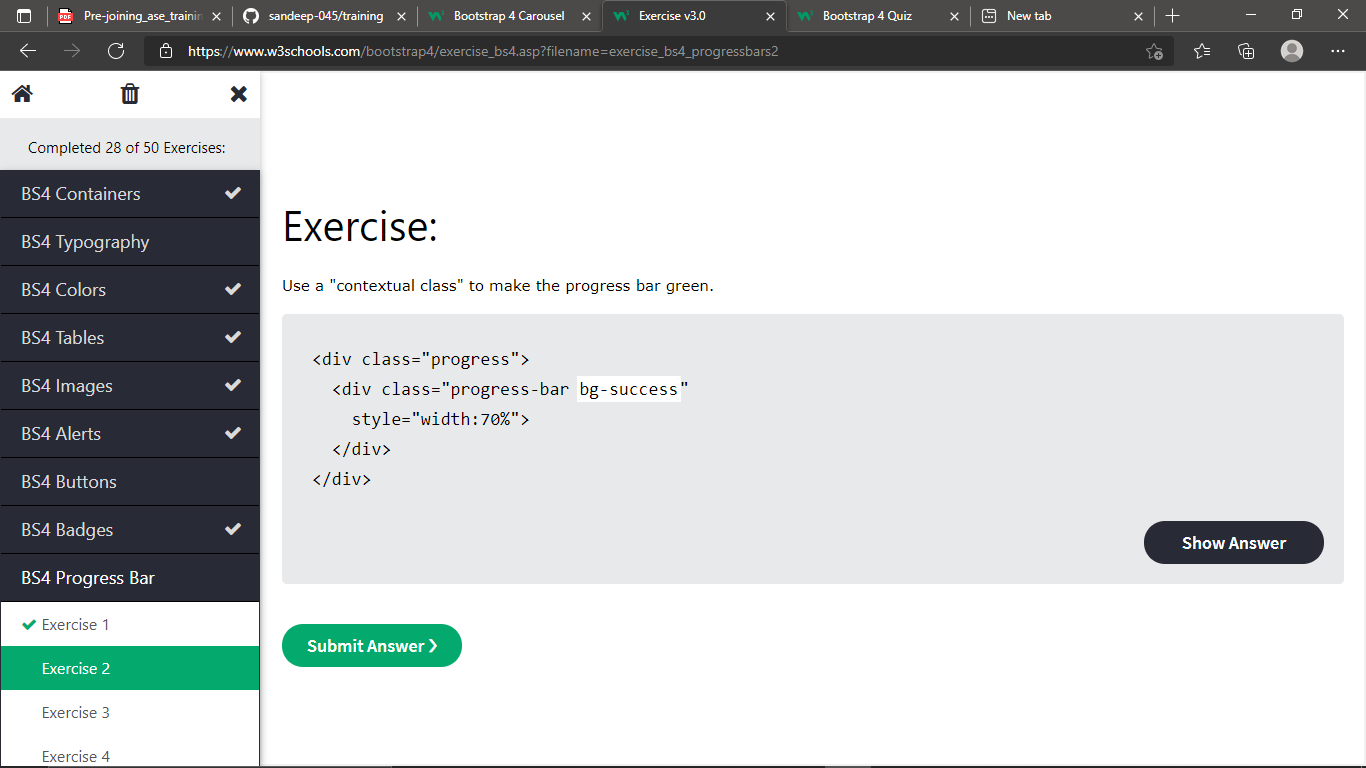 Pre-joining_ase_trainin
sandeep-045/training
Bootstrap 4 Carousel
Exercise v3.0
Bootstrap 4 Quiz
New tab
https://www.w3schools.com/bootstrap4/exercise_bs4.asp?filename=exercise_bs4_progressbars2
Completed 28 of 50 Exercises:
BS4 Containers
BS4 Typography
BS4 Colors
BS4 Tables
BS4 Images
BS4 Alerts
BS4 Buttons
BS4 Badges
BS4 Progress Bar
Exercise 1
Exercise 2
Exercise 3
Exercise 4
Exercise:
Use a "contextual class" to make the progress bar green.
<div class="progress">
<div class="progress-bar bg-success"
style="width:70%">
</div>
</div>
Show Answer
Submit Answer ❯